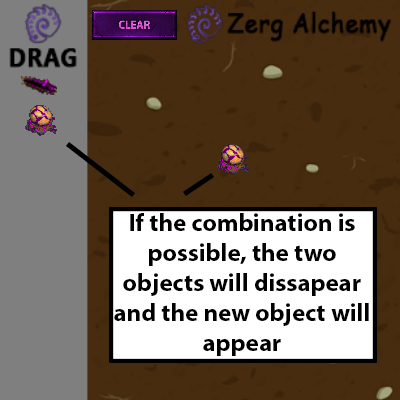 DRAG
CLEAR
Zerg Alchemy
If the combination is
possible, the two
objects will dissapear
and the new object will
appear